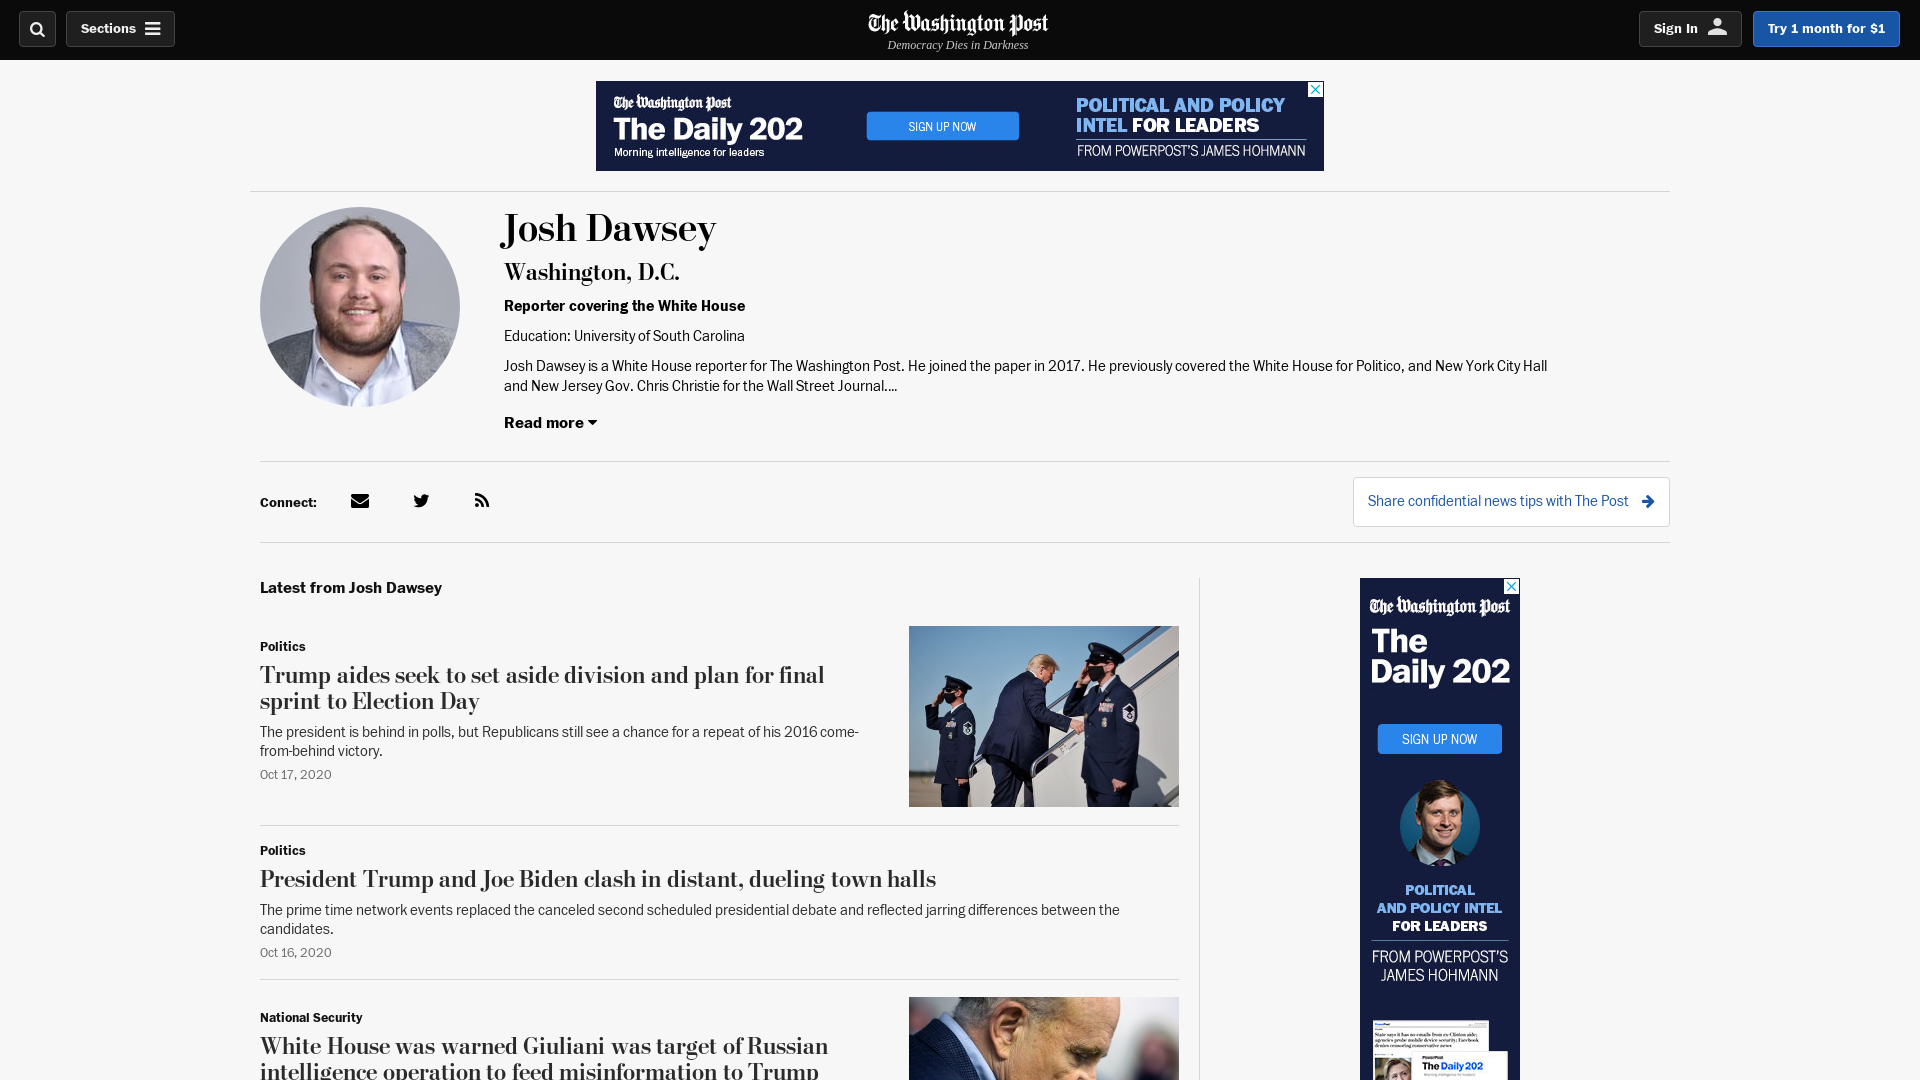 Sections
The Washington Post
Democracy Dies in Darkness
Sign In
Try 1 month for $1
The Washington Post
The Daily 202
Morning intelligence for leaders
SIGN UP NOW
POLITICAL AND POLICY
INTEL FOR LEADERS
FROM POWERPOST'S JAMES HOHMANN
Josh Dawsey
Washington, D.C.
Reporter covering the White House
Education: University of South Carolina
Josh Dawsey is a White House reporter for The Washington Post. He joined the paper in 2017. He previously covered the White House for Politico, and New York City Hall
and New Jersey Gov. Chris Christie for the Wall Street Journal....
Read more
Connect:
Share confidential news tips with The Post
Latest from Josh Dawsey
Politics
Trump aides seek to set aside division and plan for final
sprint to Election Day
The president is behind in polls, but Republicans still see a chance for a repeat of his 2016 come-
from-behind victory.
Oct 17, 2020
Politics
President Trump and Joe Biden clash in distant, dueling town halls
The prime time network events replaced the canceled second scheduled presidential debate and reflected jarring differences between the
candidates.
Oct 16, 2020
National Security
White House was warned Giuliani was target of Russian
intelligence operation to feed misinformation to Trump
The Washington Post
The
Daily 202
SIGN UP NOW
POLITICAL
AND POLICY INTEL
FOR LEADERS
FROM POWERPOST'S
JAMES HOHMANN
PowerPost
The Daily 202